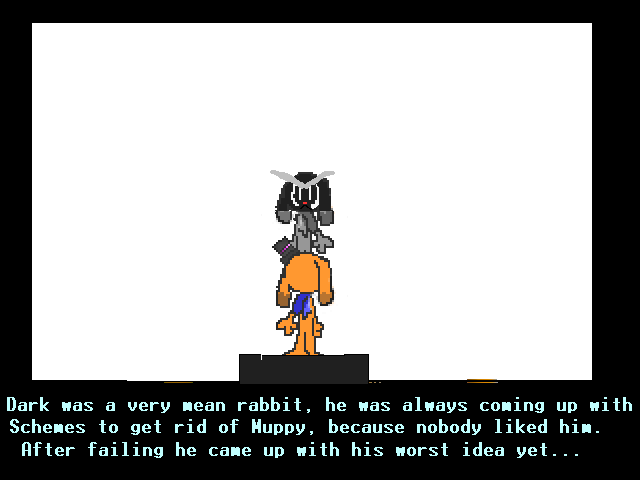 Dark was a very mean rabbit, he was always coming up with
Schemes to get rid of Muppy, because nobody liked him.
After failing he came up with his worst idea yet...